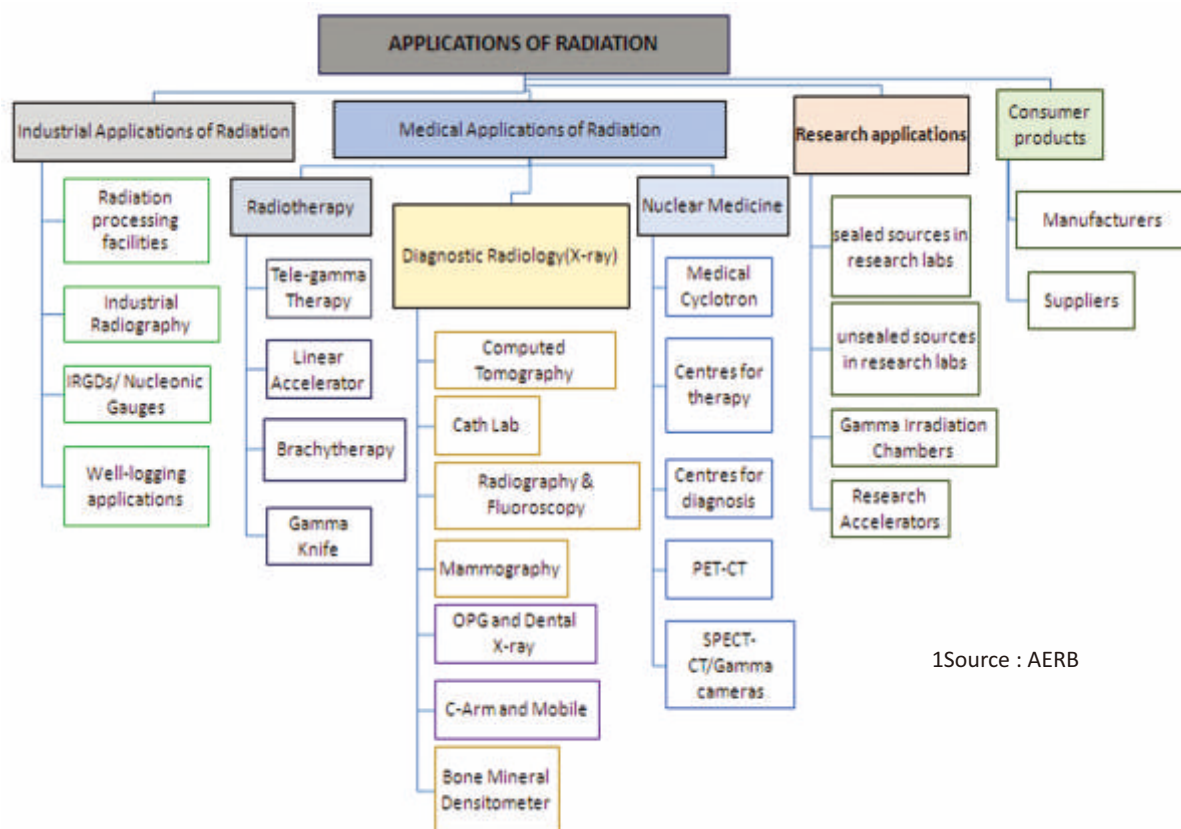 APPLICATIONS OF RADIATION
Industrial Applications of Radiation
Radiation
processing
facilities
Industrial
Radiography
IRGDs/ Nucleonic
Gauges
Well-logging
applications
Medical Applications of Radiation
Radiotherapy
Tele-gamma
Therapy
Linear
Accelerator
Brachytherapy
Gamma
Knife
Diagnostic Radiology(X-ray)
Computed
Tomography
Cath Lab
Radiography &
Fluoroscopy
Mammography
OPG and Dental
X-ray
C-Arm and Mobile
Bone Mineral
Densitometer
Nuclear Medicine
Medical
Cyclotron
Centres for
therapy
Centres for
diagnosis
PET-CT
SPECT-
CT/Gamma
cameras
Research applications
sealed sources in
research labs
unsealed sources
in research labs
Gamma Irradiation
Chambers
Research
Accelerators
Consumer
products
Manufacturers
Suppliers
1Source : AERB